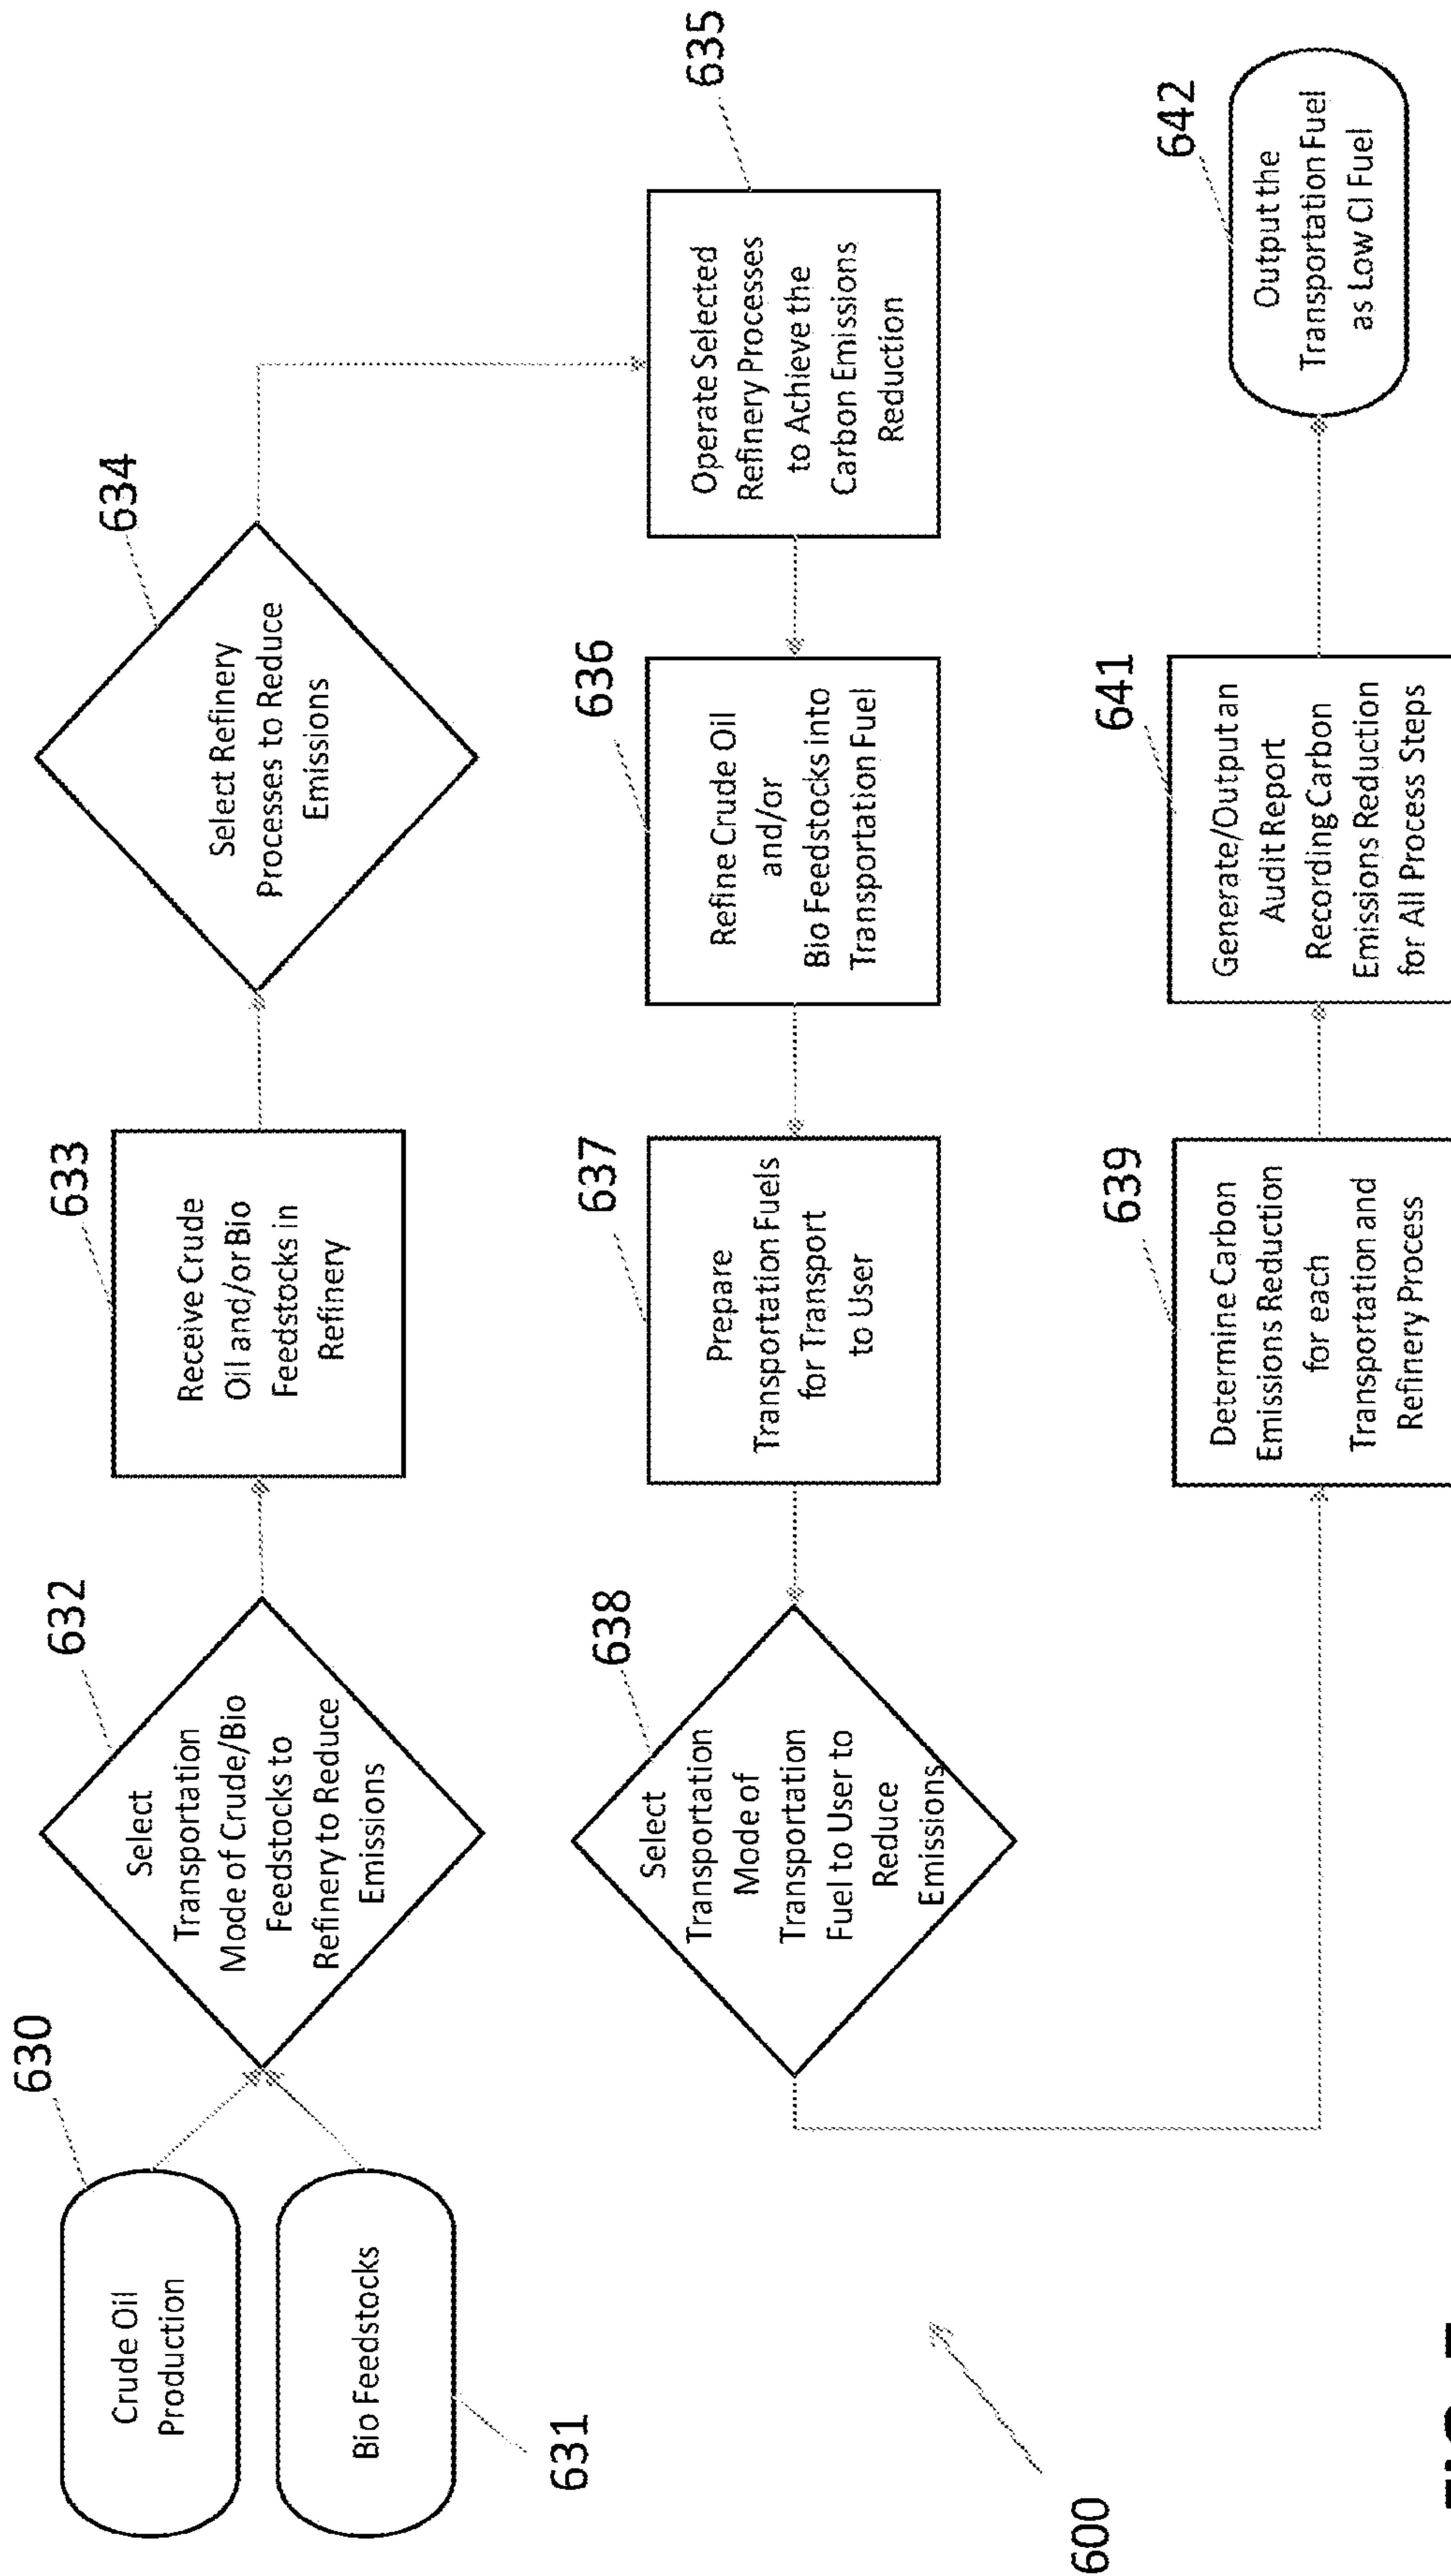 630
Crude Oil
Production
Bio Feedstocks
631
632
Select
Transportation
Mode of Crude/Bio
Feedstocks to
Refinery to Reduce
Emissions
633
Receive Crude
Oil and/or Bio
Feedstocks in
Refinery
634
Select Refinery
Processes to Reduce
Emissions
635
Operate Selected
Refinery Processes
to Achieve the
Carbon Emissions
Reduction
636
Refine Crude Oil
and/or
Bio Feedstocks into
Transportation Fuel
637
Prepare
Transportation Fuels
for Transport
to User
638
Select
Transportation
Mode of
Transportation
Fuel to User to
Reduce
Emissions
639
Determine Carbon
Emissions Reduction
for each
Transportation and
Refinery Process
641
Generate/Output an
Audit Report
Recording Carbon
Emissions Reduction
for All Process Steps
642
Output the
Transportation Fuel
as Low CI Fuel
600